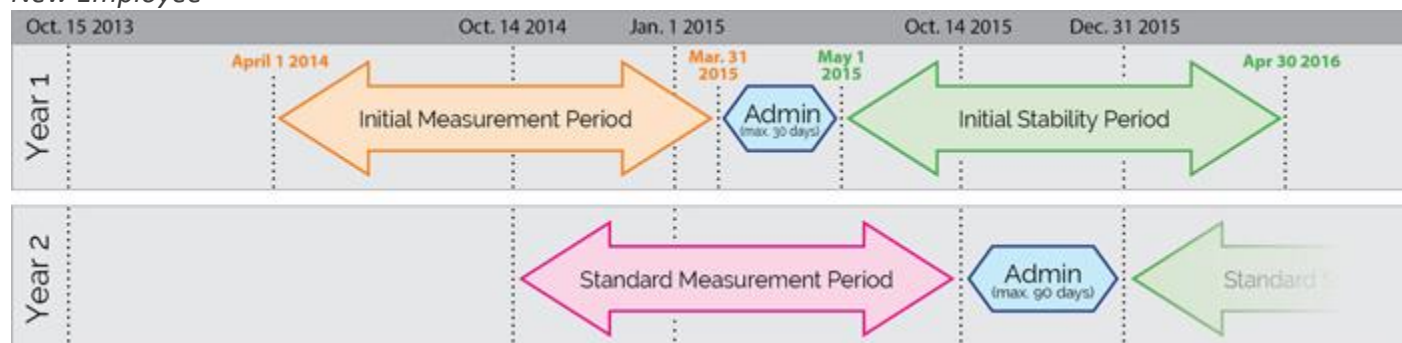 New Employee
Oct. 15 2013 Oct. 14 2014 Jan. 1 2015 Oct. 14 2015 Dec. 31 2015
Year 1
April 1 2014
Mar. 31
2015
May 1
2015
Apr 30 2016
Initial Measurement Period
Admin
(max. 30 days)
Initial Stability Period
Year 2
Standard Measurement Period
Admin
(max. 90 days)
Standard S